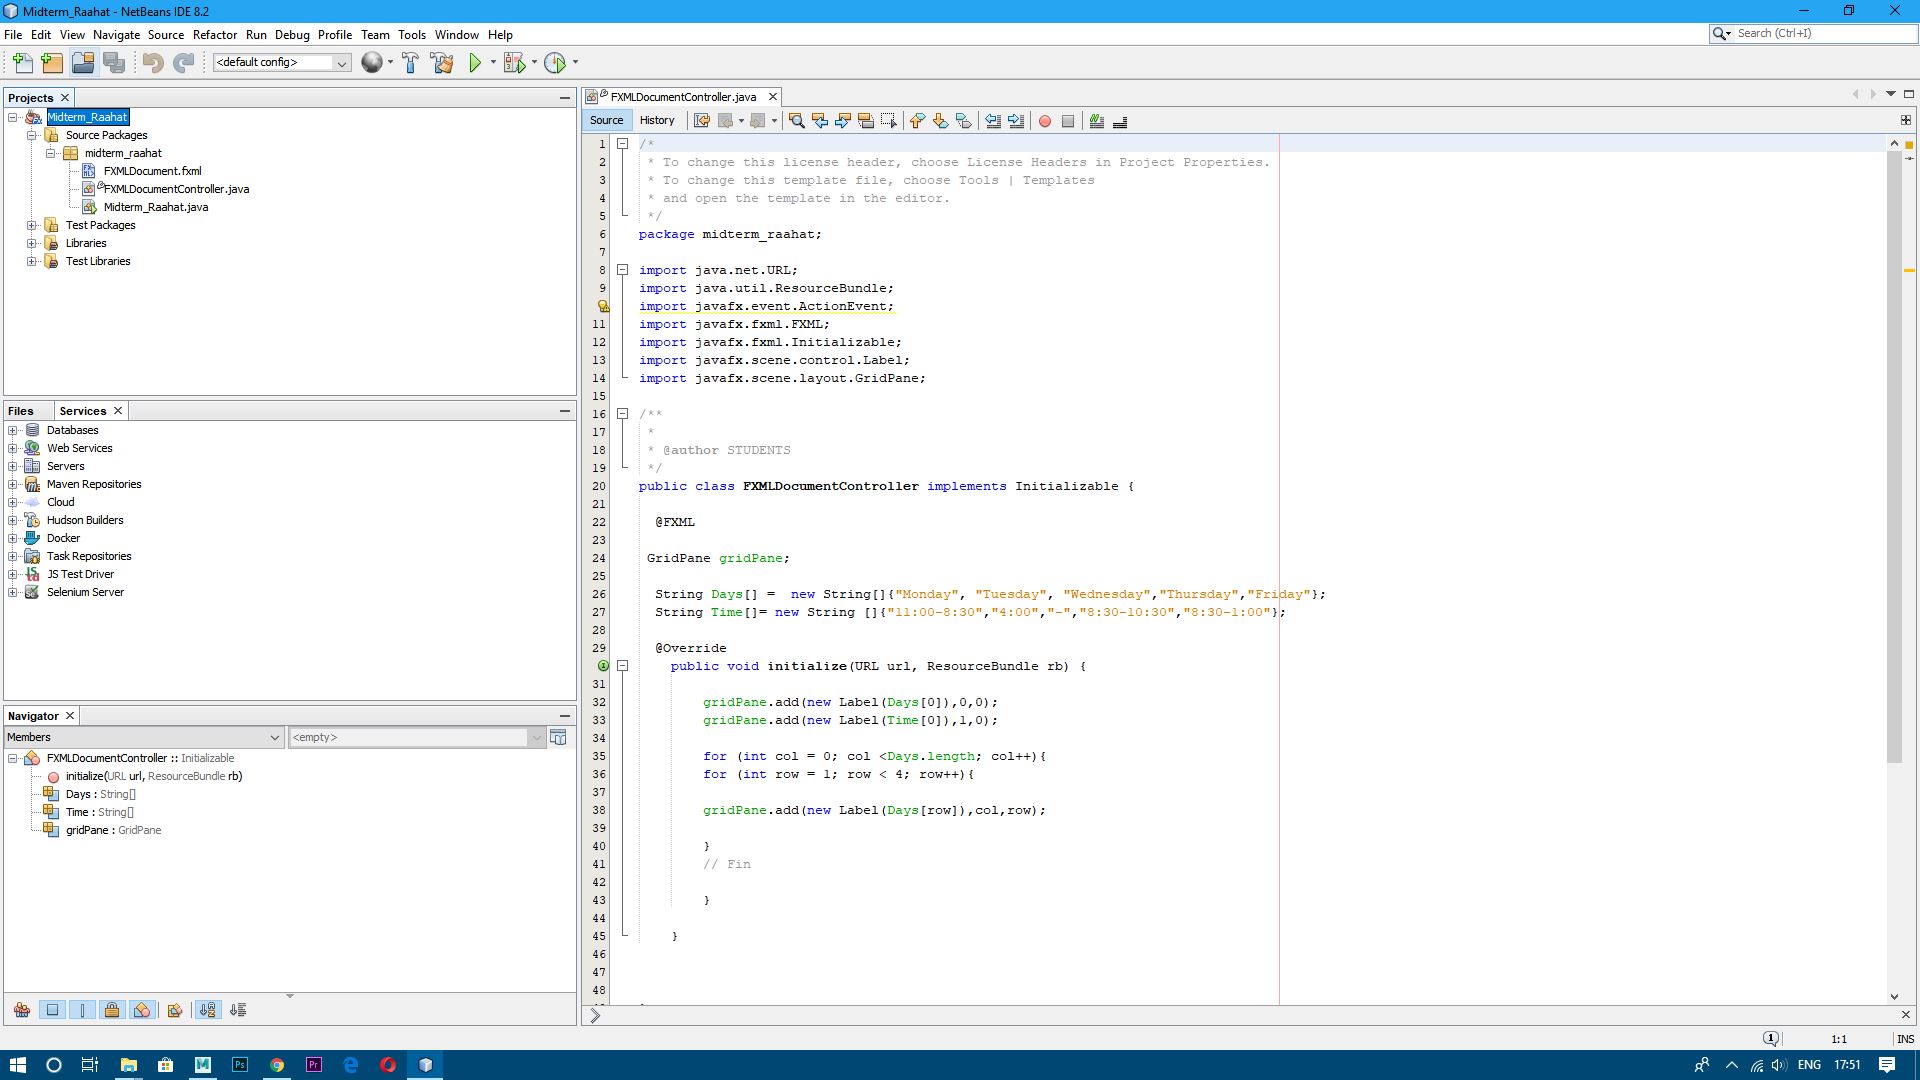 Midterm_Raahat - NetBeans IDE 8.2
File Edit View Navigate Source Refactor Run Debug Profile Team Tools Window Help
Search (Ctrl+I)
<default config>
Projects
Midterm_Raahat
Source Packages
midterm_raahat
FXMLDocument.fxml
FXMLDocumentController.java
Midterm_Raahat.java
Test Packages
Libraries
Test Libraries
Files Services
Databases
Web Services
Servers
Maven Repositories
Cloud
Hudson Builders
Docker
Task Repositories
JS Test Driver
Selenium Server
Navigator
Members <empty>
FXMLDocumentController :: Initializable
initialize(URL url, ResourceBundle rb)
Days : String[]
Time : String[]
gridPane : GridPane
FXMLDocumentController.java
Source History
1 /*
2 * To change this license header, choose License Headers in Project Properties.
3 * To change this template file, choose Tools | Templates
4 * and open the template in the editor.
5 */
6 package midterm_raahat;
7
8 import java.net.URL;
9 import java.util.ResourceBundle;
import javafx.event.ActionEvent;
11 import javafx.fxml.FXML;
12 import javafx.fxml.Initializable;
13 import javafx.scene.control.Label;
14 import javafx.scene.layout.GridPane;
15
16 /**
17 *
18 * @author STUDENTS
19 */
20 public class FXMLDocumentController implements Initializable {
21
22 @FXML
23
24 GridPane gridPane;
25
26 String Days[] = new String[]{"Monday", "Tuesday", "Wednesday","Thursday","Friday"};
27 String Time[]= new String []{"11:00-8:30","4:00","-","8:30-10:30","8:30-1:00"};
28
29 @Override
public void initialize(URL url, ResourceBundle rb) {
31
32 gridPane.add(new Label(Days[0]),0,0);
33 gridPane.add(new Label(Time[0]),1,0);
34
35 for (int col = 0; col <Days.length; col++){
36 for (int row = 1; row < 4; row++){
37
38 gridPane.add(new Label(Days[row]),col,row);
39
40 }
41 // Fin
42
43 }
44
45 }
46
47
48
1:1 INS
ENG 17:51